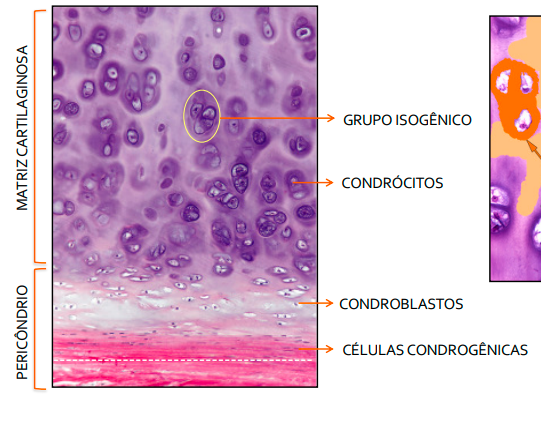 MATRIZ CARTILAGINOSA
GRUPO ISOGÊNICO
CONDRÓCITOS
PERICÔNDRIO
CONDROBLASTOS
CÉLULAS CONDROGÊNICAS